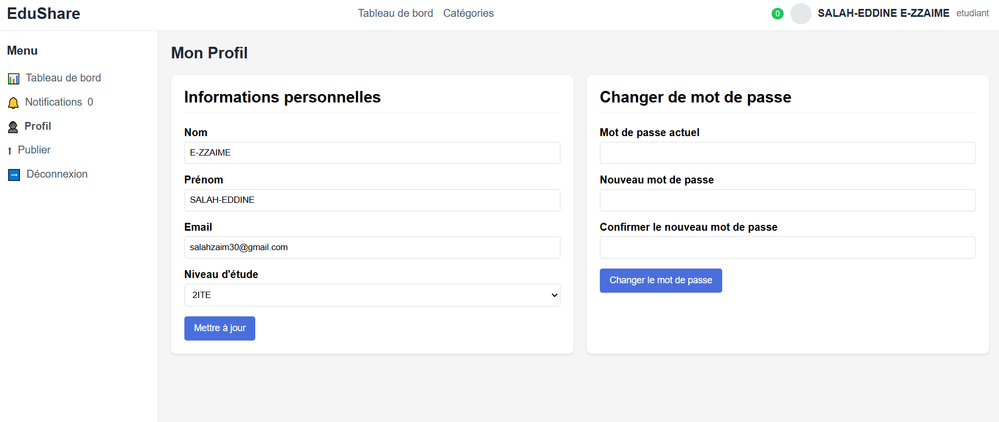 EduShare
Tableau de bord Catégories
0 SALAH-EDDINE E-ZZAIME etudiant
Menu
Tableau de bord
Notifications 0
Profil
Publier
Déconnexion
Mon Profil
Informations personnelles
Nom
E-ZZAIME
Prénom
SALAH-EDDINE
Email
salahzaim30@gmail.com
Niveau d'étude
2ITE
Mettre à jour
Changer de mot de passe
Mot de passe actuel
Nouveau mot de passe
Confirmer le nouveau mot de passe
Changer le mot de passe